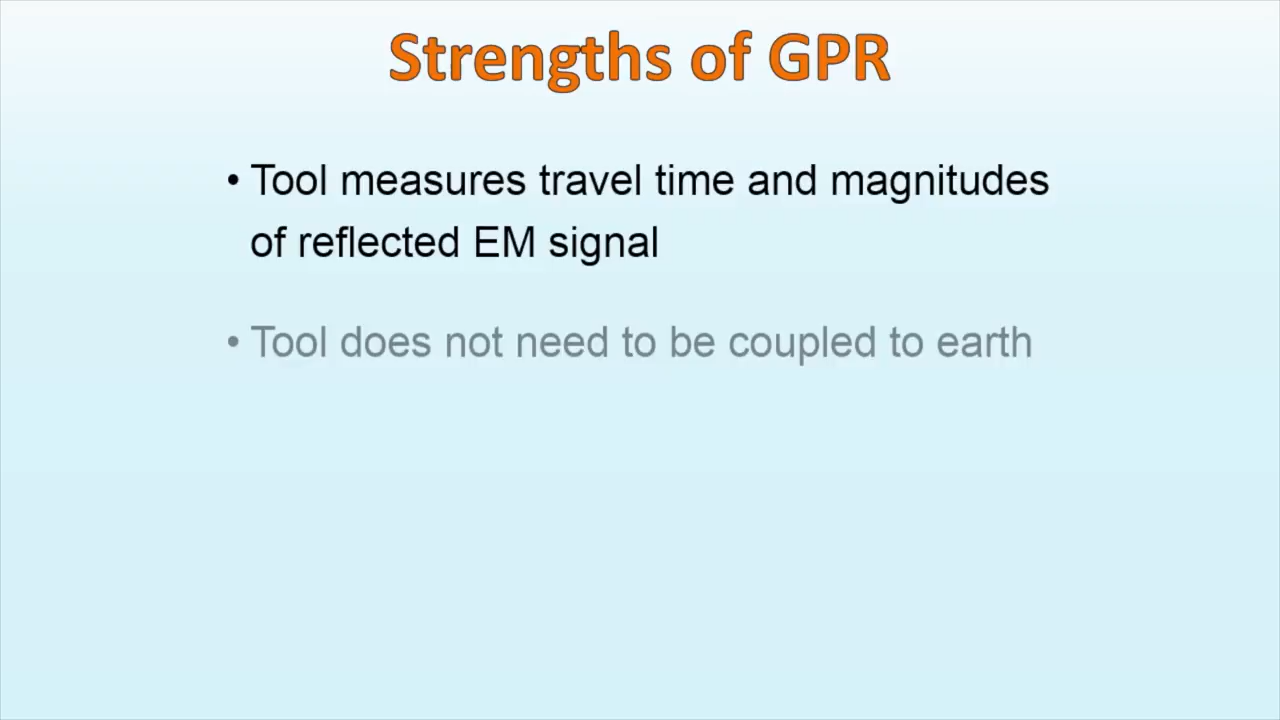 Strengths of GPR
• Tool measures travel time and magnitudes
of reflected EM signal
• Tool does not need to be coupled to earth